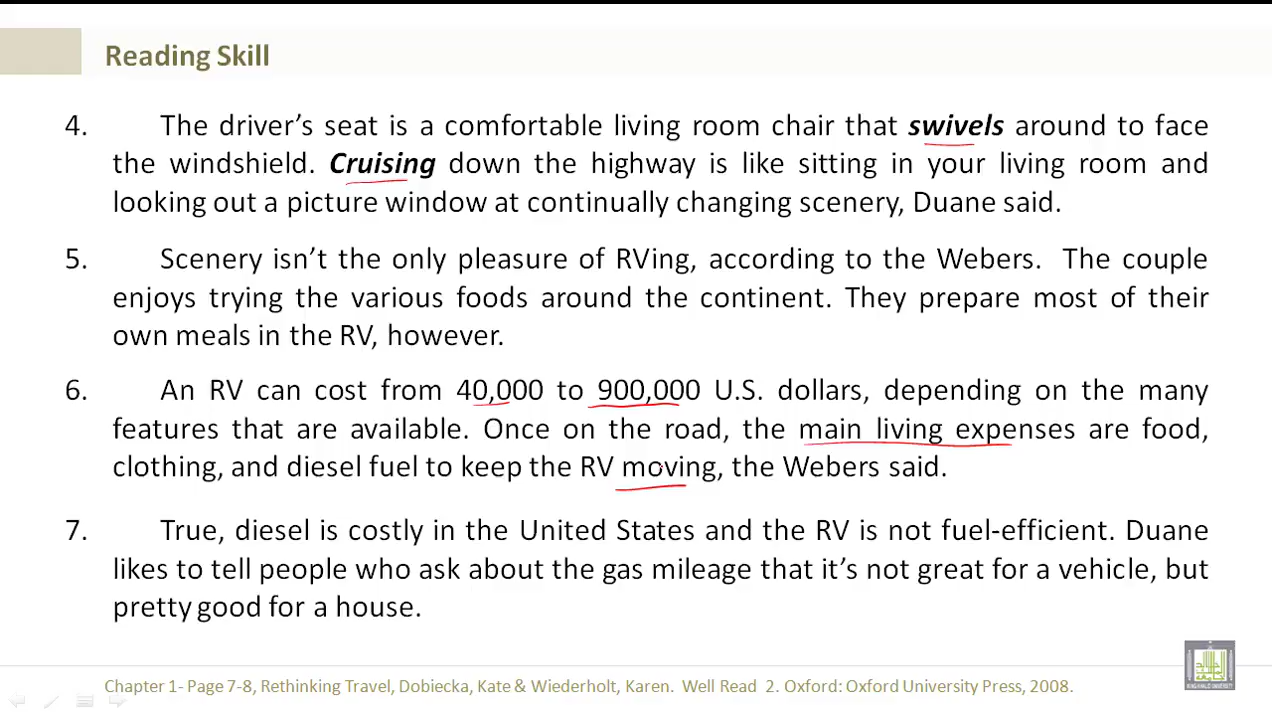 Reading Skill
4. The driver's seat is a comfortable living room chair that swivels around to face
the windshield. Cruising down the highway is like sitting in your living room and
looking out a picture window at continually changing scenery, Duane said.
5. Scenery isn't the only pleasure of RVing, according to the Webers. The couple
enjoys trying the various foods around the continent. They prepare most of their
own meals in the RV, however.
6. An RV can cost from 40,000 to 900,000 U.S. dollars, depending on the many
features that are available. Once on the road, the main living expenses are food,
clothing, and diesel fuel to keep the RV moving, the Webers said.
7. True, diesel is costly in the United States and the RV is not fuel-efficient. Duane
likes to tell people who ask about the gas mileage that it's not great for a vehicle, but
pretty good for a house.
Chapter 1- Page 7-8, Rethinking Travel, Dobiecka, Kate & Wiederholt, Karen. Well Read 2. Oxford: Oxford University Press, 2008.